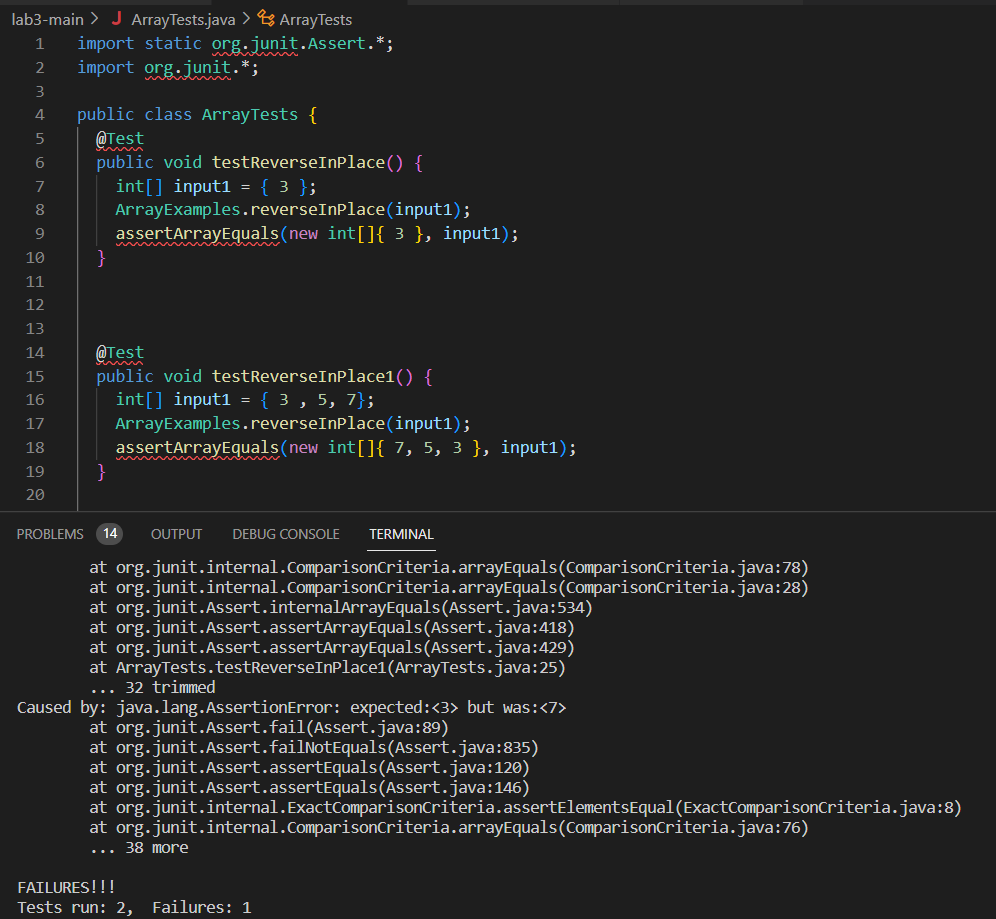 lab3-main > J ArrayTests.java > ArrayTests
1 import static org.junit.Assert.*;
2 import org.junit.*;
3
4 public class ArrayTests {
5 @Test
6 public void testReverseInPlace() {
7 int[] input1 = { 3 };
8 ArrayExamples.reverseInPlace(input1);
9 assertArrayEquals(new int[]{ 3 }, input1);
10 }
11
12
13
14 @Test
15 public void testReverseInPlace1() {
16 int[] input1 = { 3 , 5, 7};
17 ArrayExamples.reverseInPlace(input1);
18 assertArrayEquals(new int[]{ 7, 5, 3 }, input1);
19 }
20
PROBLEMS 14 OUTPUT DEBUG CONSOLE TERMINAL
at org.junit.internal.ComparisonCriteria.arrayEquals(ComparisonCriteria.java:78)
at org.junit.internal.ComparisonCriteria.arrayEquals(ComparisonCriteria.java:28)
at org.junit.Assert.internalArrayEquals(Assert.java:534)
at org.junit.Assert.assertArrayEquals(Assert.java:418)
at org.junit.Assert.assertArrayEquals(Assert.java:429)
at ArrayTests.testReverseInPlace1(ArrayTests.java:25)
... 32 trimmed
Caused by: java.lang.AssertionError: expected:<3> but was:<7>
at org.junit.Assert.fail(Assert.java:89)
at org.junit.Assert.failNotEquals(Assert.java:835)
at org.junit.Assert.assertEquals(Assert.java:120)
at org.junit.Assert.assertEquals(Assert.java:146)
at org.junit.internal.ExactComparisonCriteria.assertElementsEqual(ExactComparisonCriteria.java:8)
at org.junit.internal.ComparisonCriteria.arrayEquals(ComparisonCriteria.java:76)
... 38 more
FAILURES!!!
Tests run: 2,  Failures: 1